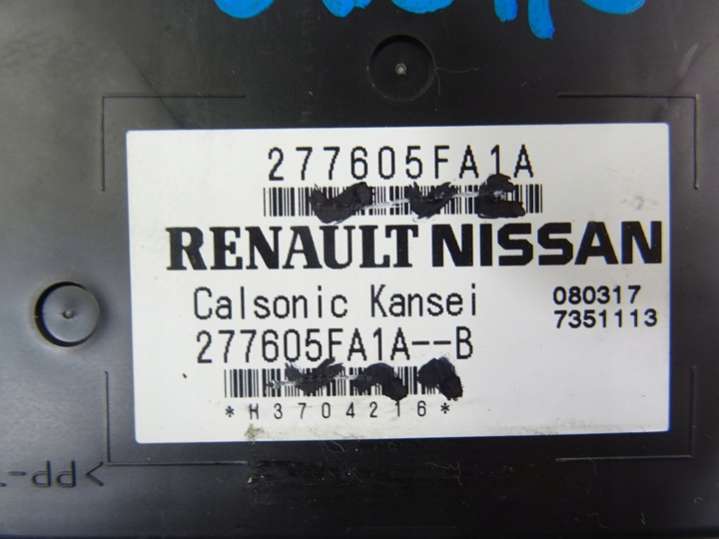 277605FA1A
RENAULT NISSAN
Calsonic Kansei 080317
7351113
277605FA1A--B
*H3704216*
>PP-